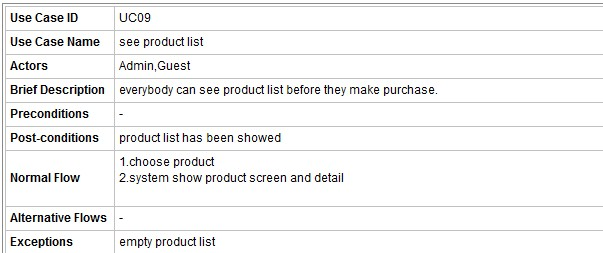 Use Case ID UC09
Use Case Name see product list
Actors Admin,Guest
Brief Description everybody can see product list before they make purchase.
Preconditions -
Post-conditions product list has been showed
Normal Flow 1.choose product
2.system show product screen and detail
Alternative Flows -
Exceptions empty product list